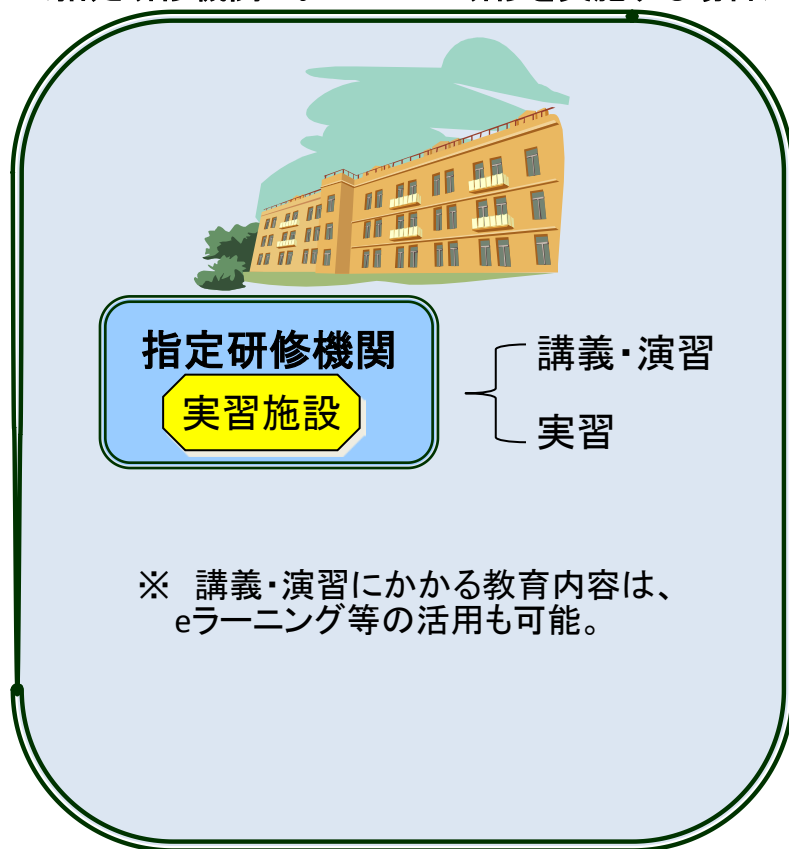 指定研修機関
実習施設
講義・演習
実習
※ 講義・演習にかかる教育内容は、
eラーニング等の活用も可能。